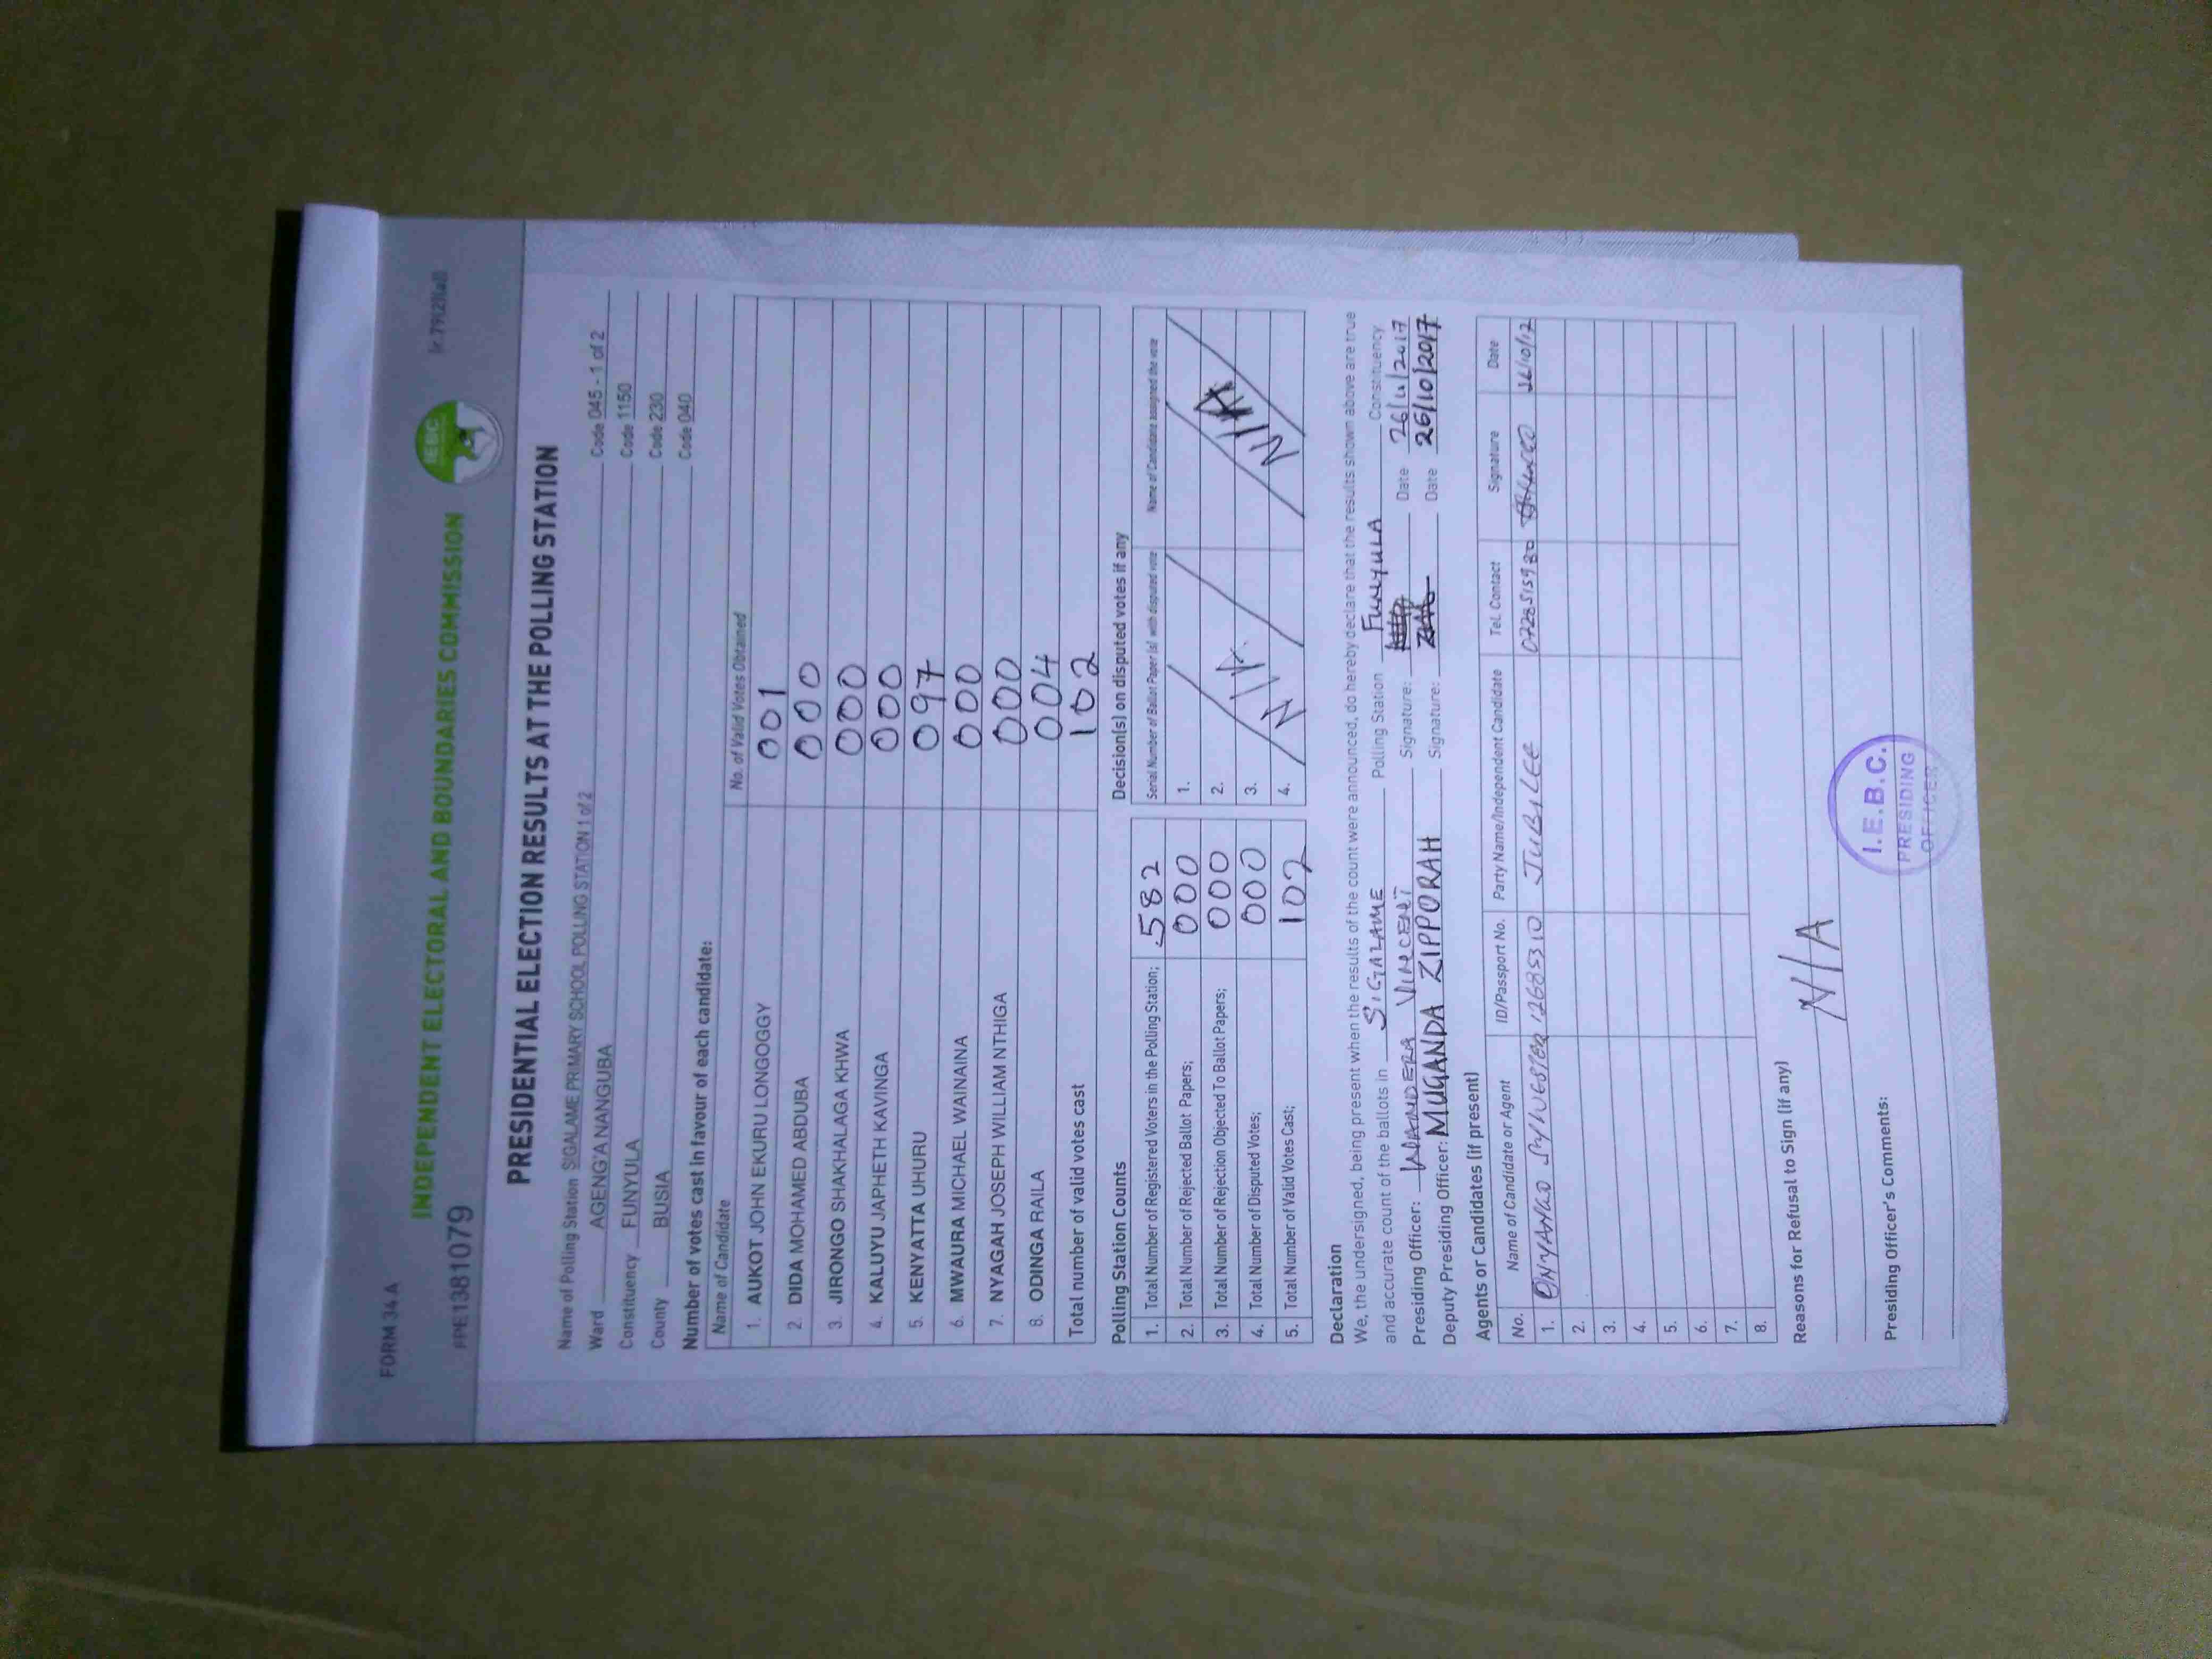 FORM 34 A
INDEPENDENT ELECTORAL AND BOUNDARIES COMMISSION
IEBC
PRESIDENTIAL ELECTION RESULTS AT THE POLLING STATION
Name of Polling Station SIGALAME PRIMARY SCHOOL POLLING STATION 1 of 2 Code 045 - 1 of 2
Ward AGENG'A NANGUBA Code 1150
Constituency FUNYULA Code 230
County BUSIA Code 040
Number of votes cast in favour of each candidate:
Name of Candidate No. of Valid Votes Obtained
1. AUKOT JOHN EKURU LONGOGGY 001
2. DIDA MOHAMED ABDUBA 000
3. JIRONGO SHAKHALAGA KHWA 000
4. KALUYU JAPHETH KAVINGA 000
5. KENYATTA UHURU 097
6. MWAURA MICHAEL WAINAINA 000
7. NYAGAH JOSEPH WILLIAM NTHIGA 000
8. ODINGA RAILA 004
Total number of valid votes cast 102
Polling Station Counts
1. Total Number of Registered Voters in the Polling Station; 582
2. Total Number of Rejected Ballot Papers; 000
3. Total Number of Rejection Objected To Ballot Papers; 000
4. Total Number of Disputed Votes; 000
5. Total Number of Valid Votes Cast; 102
Decision(s) on disputed votes if any
Serial Number of Ballot Paper (s) with disputed vote Name of Candidate assigned the vote
1.
2. N/A N/A
3.
4. N/A N/A
Declaration
We, the undersigned, being present when the results of the count were announced, do hereby declare that the results shown above are true
and accurate count of the ballots in SIGALAME Polling Station FUNYULA Constituency
Presiding Officer: WANDERA VINCENT Signature: Date
Deputy Presiding Officer: MUGANDA ZIPPORAH Signature: Date 26/10/2017
Agents or Candidates (if present)
No. Name of Candidate or Agent ID/Passport No. Party Name/Independent Candidate Tel. Contact Signature Date
1. ONYANGO 12685310 JUBILEE 0728515930 26/10/17
2.
3.
4.
5.
6.
7.
8.
Reasons for Refusal to Sign (if any)
N/A
Presiding Officer's Comments:
I.E.B.C.
PRESIDING
OFFICER